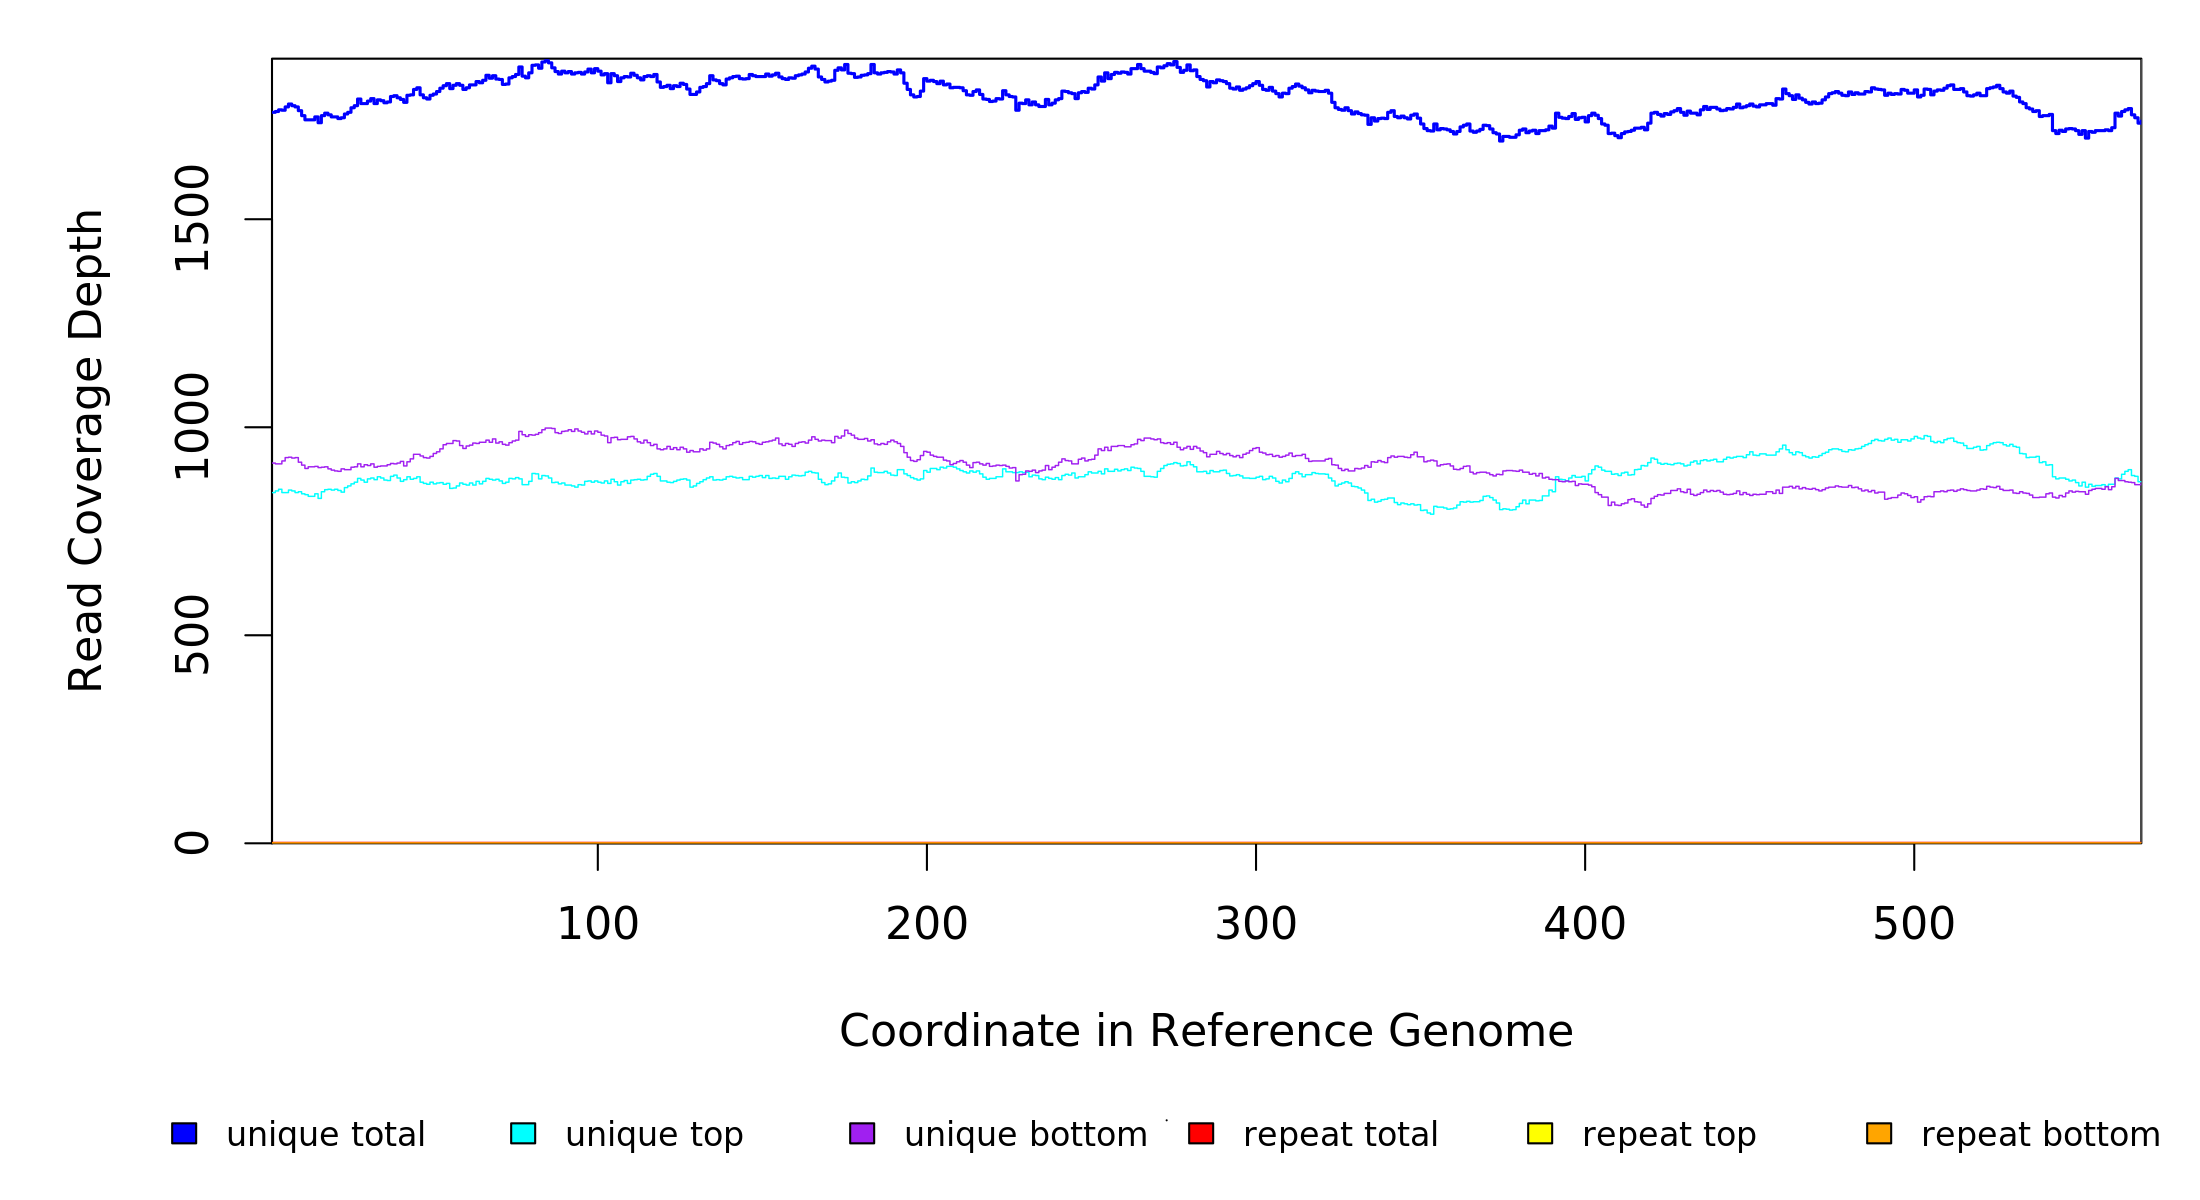 Read Coverage Depth
1500
1000
500
0
100 200 300 400 500
Coordinate in Reference Genome
unique total unique top unique bottom repeat total repeat top repeat bottom